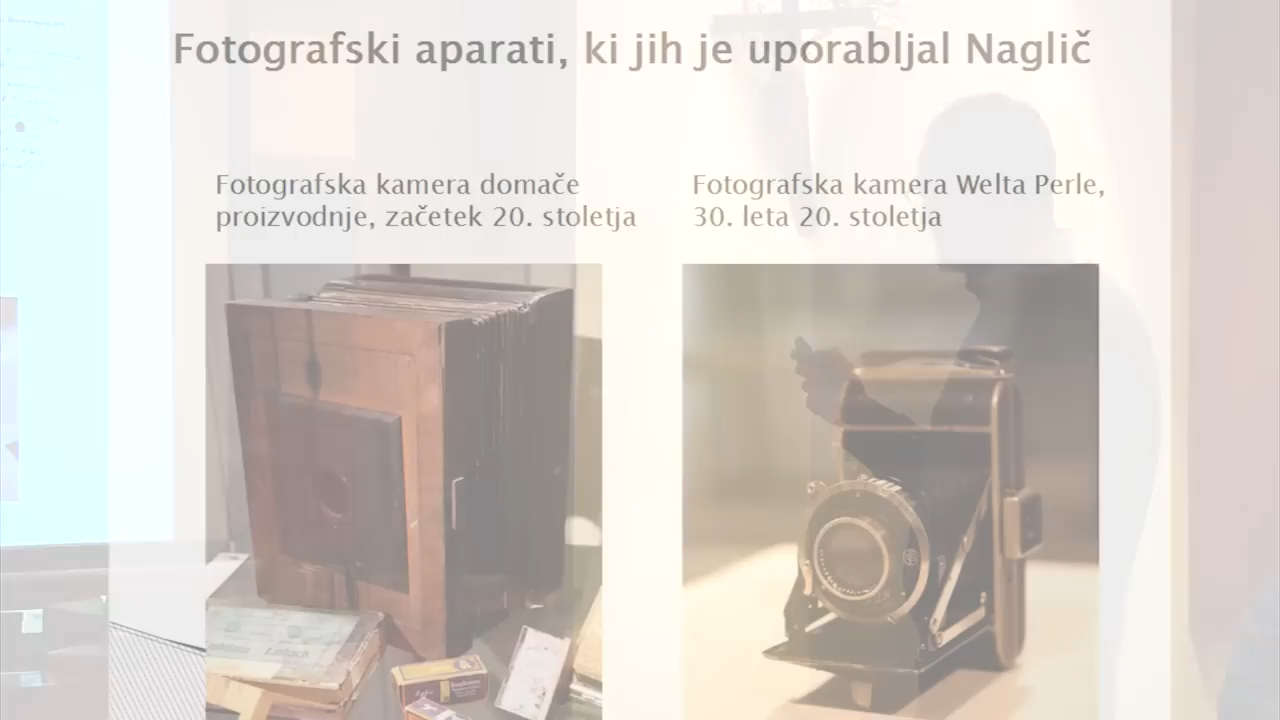 Fotografski aparati, ki jih je uporabljal Naglič
Fotografska kamera domače
proizvodnje, začetek 20. stoletja
Fotografska kamera Welta Perle,
30. leta 20. stoletja
Laibach